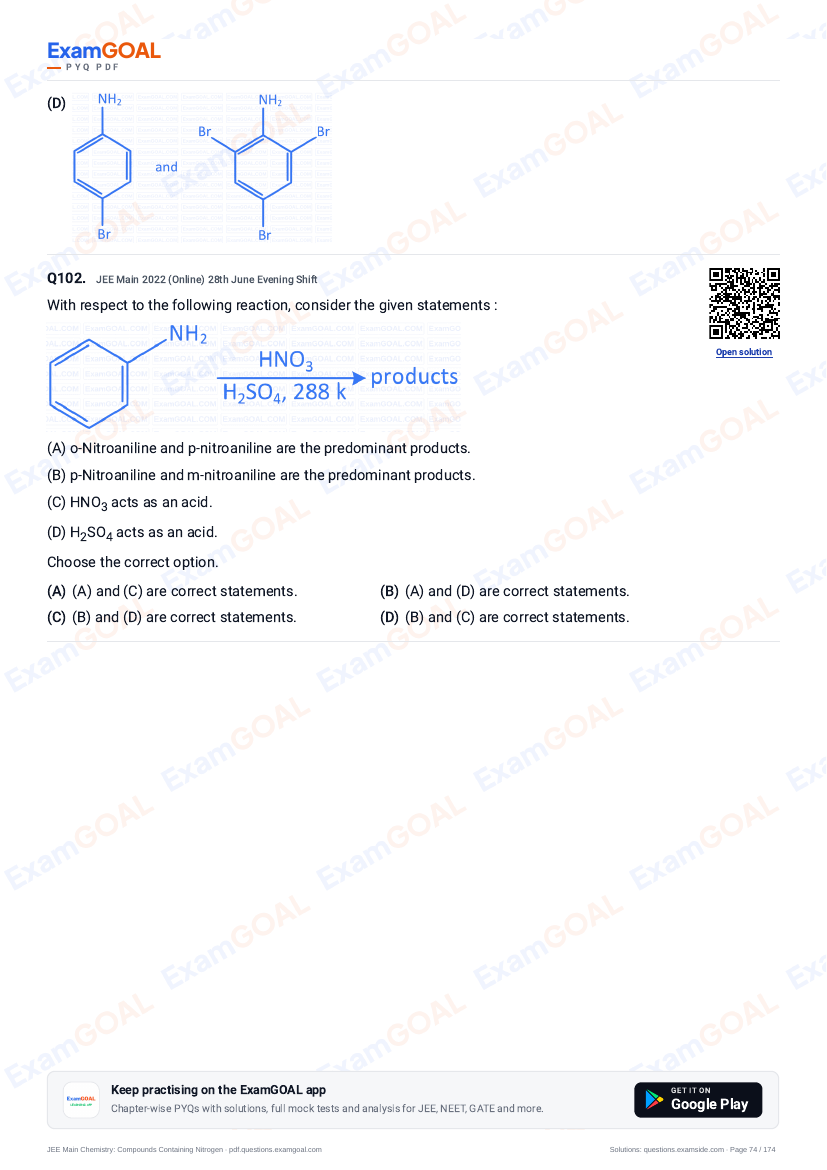 ExamGOAL
PYQ PDF
(D)
NH2 NH2
Br Br
and
Br Br
Q102. JEE Main 2022 (Online) 28th June Evening Shift
With respect to the following reaction, consider the given statements :
Open solution
NH2
HNO3
H2SO4, 288 k
products
(A) o-Nitroaniline and p-nitroaniline are the predominant products.
(B) p-Nitroaniline and m-nitroaniline are the predominant products.
(C) HNO3 acts as an acid.
(D) H2SO4 acts as an acid.
Choose the correct option.
(A) (A) and (C) are correct statements. (B) (A) and (D) are correct statements.
(C) (B) and (D) are correct statements. (D) (B) and (C) are correct statements.
ExamGOAL
Keep practising on the ExamGOAL app
Chapter-wise PYQs with solutions, full mock tests and analysis for JEE, NEET, GATE and more.
GET IT ON
Google Play
JEE Main Chemistry: Compounds Containing Nitrogen · pdf.questions.examgoal.com Solutions: questions.examside.com · Page 74 / 174